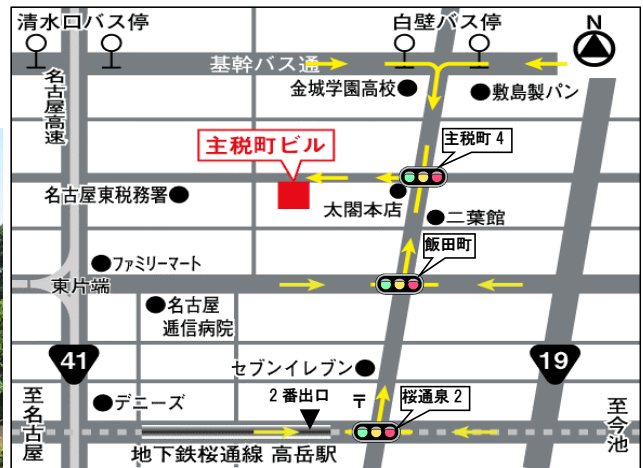 清水口バス停
白壁バス停
N
基幹バス通
名古屋高速
金城学園高校
敷島製パン
主税町ビル
主税町 4
名古屋東税務署
太閤本店
二葉館
飯田町
ファミリーマート
東片端
名古屋
逓信病院
セブンイレブン
41
19
2 番出口
〒
桜通泉 2
デニーズ
至名古屋
至今池
地下鉄桜通線 高岳駅